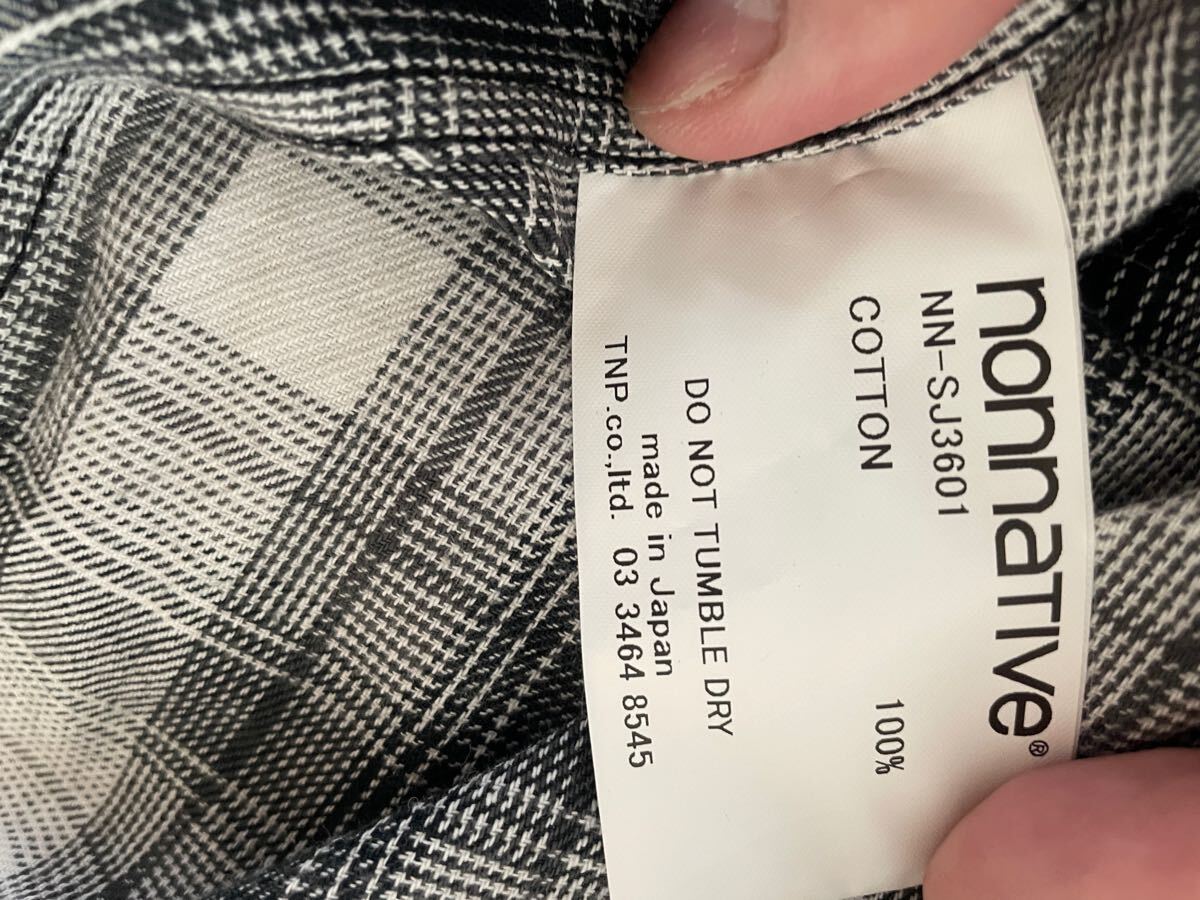 nonnative®
NN-SJ3601
COTTON 100%
DO NOT TUMBLE DRY
made in Japan
TNP.co.,ltd. 03 3464 8545